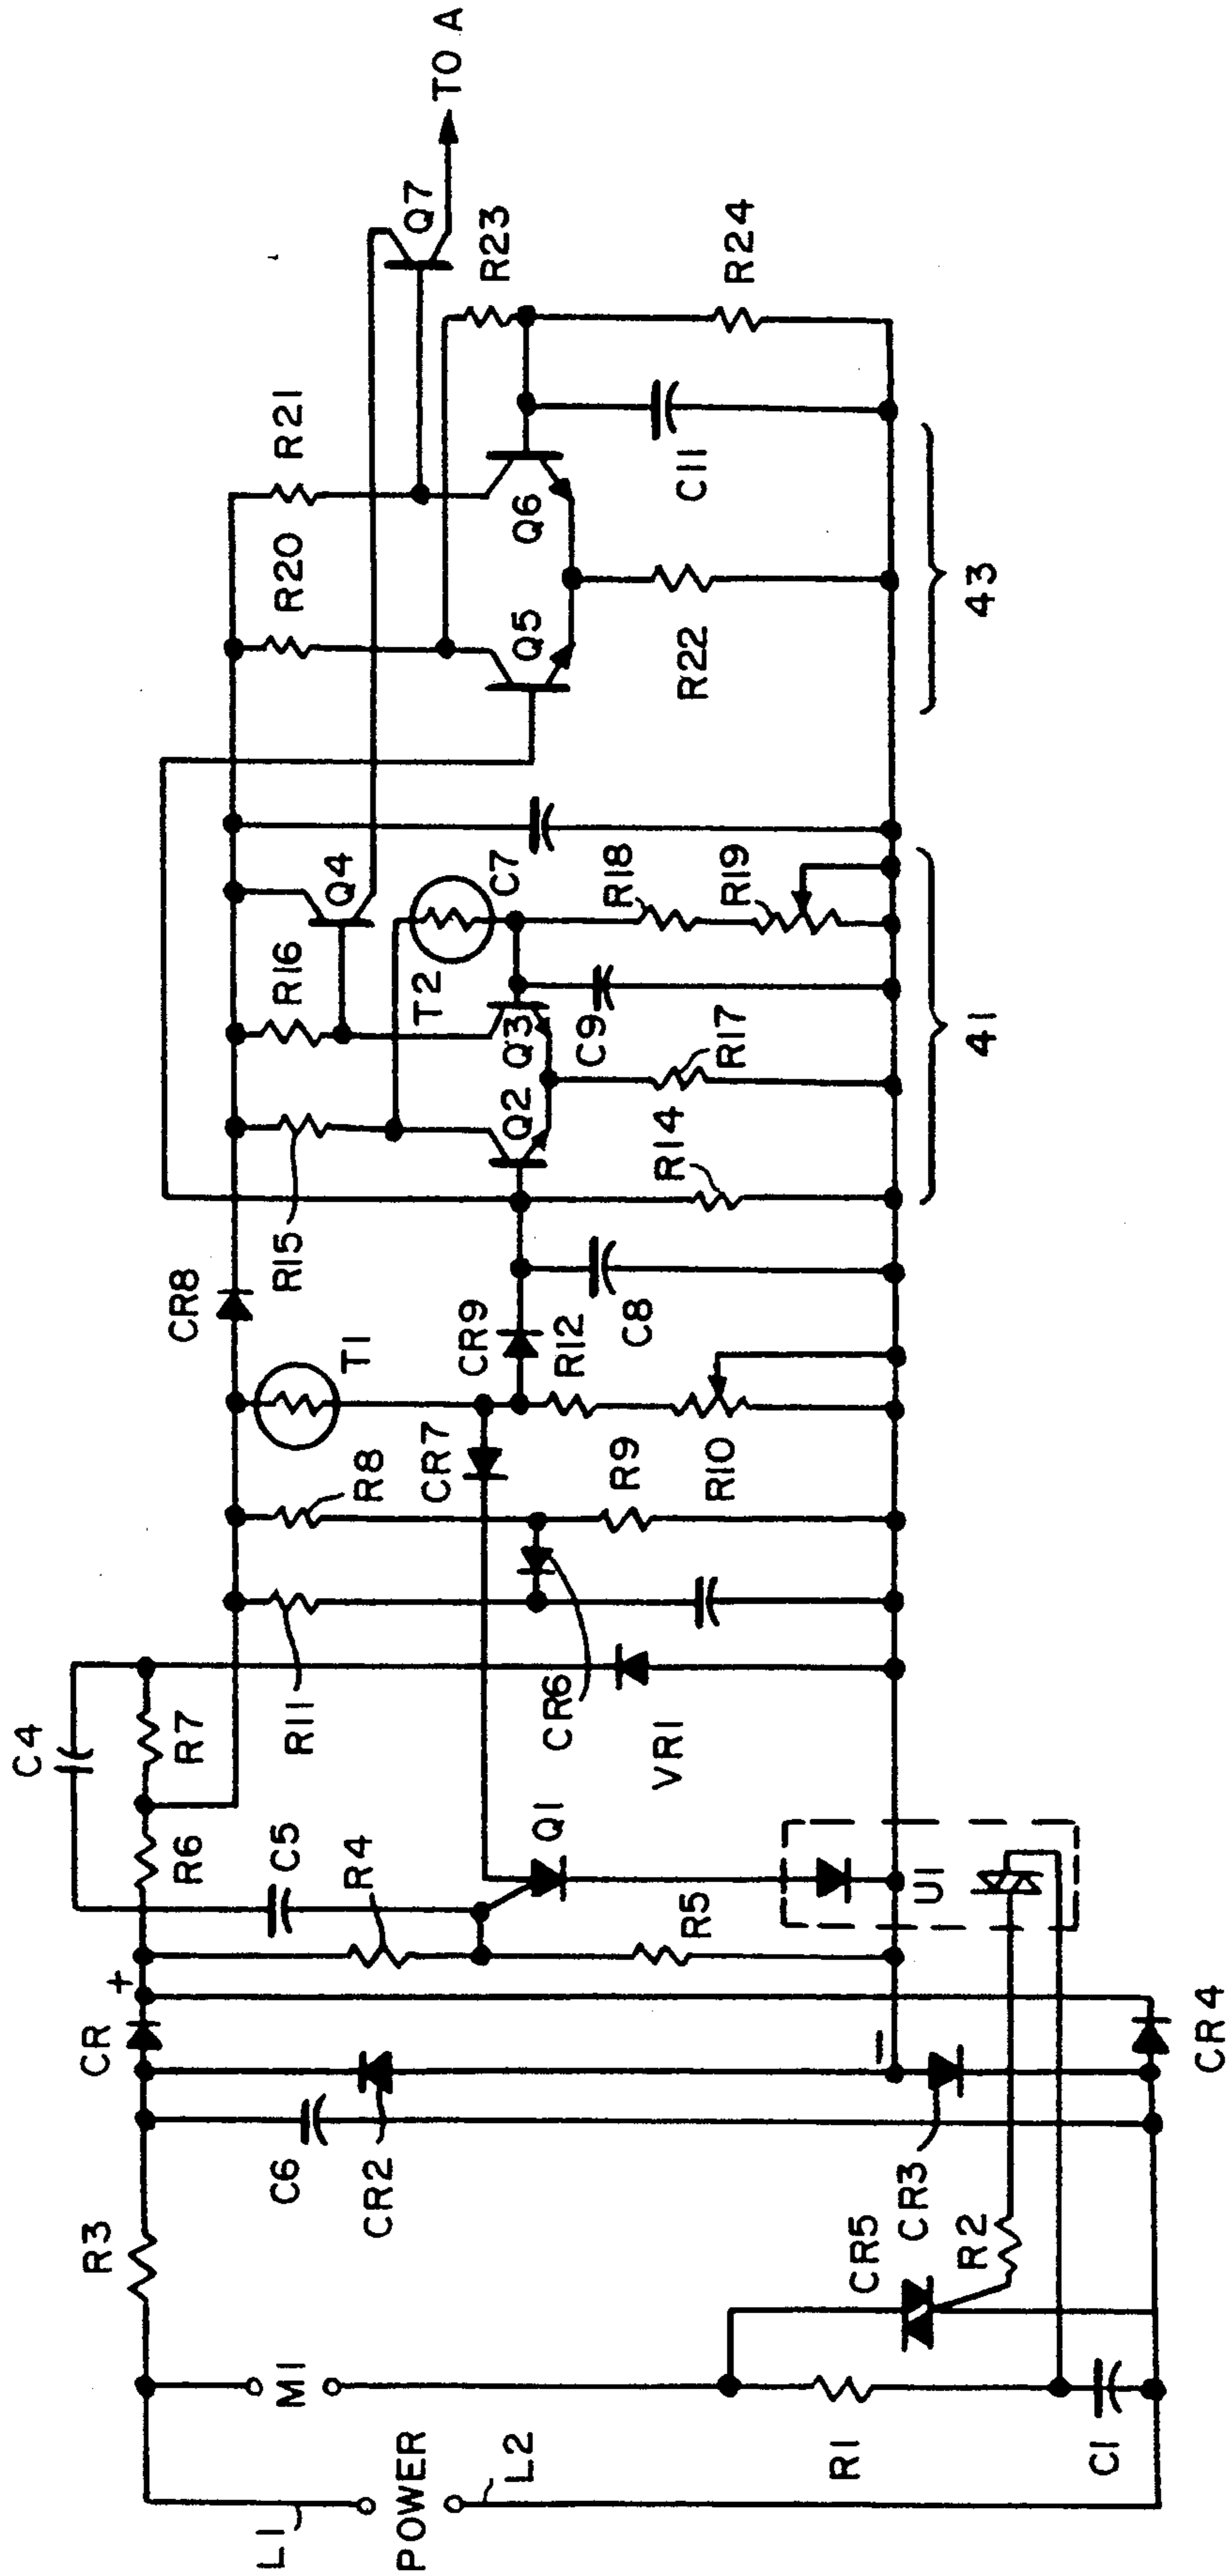 L1
POWER
L2
M1
R1
C1
R3
CR5
R2
C6
CR2
CR3
CR
+
−
CR4
C4
C5
R4
R5
R6
R7
Q1
U1
VR1
R11
CR6
R8
R9
CR7
T1
R10
R12
CR9
CR8
C8
R15
R14
Q2
Q3
R16
T2
C9
R17
Q4
C7
R18
R19
41
R20
R21
Q5
Q6
R22
C11
43
Q7
R23
R24
TO A